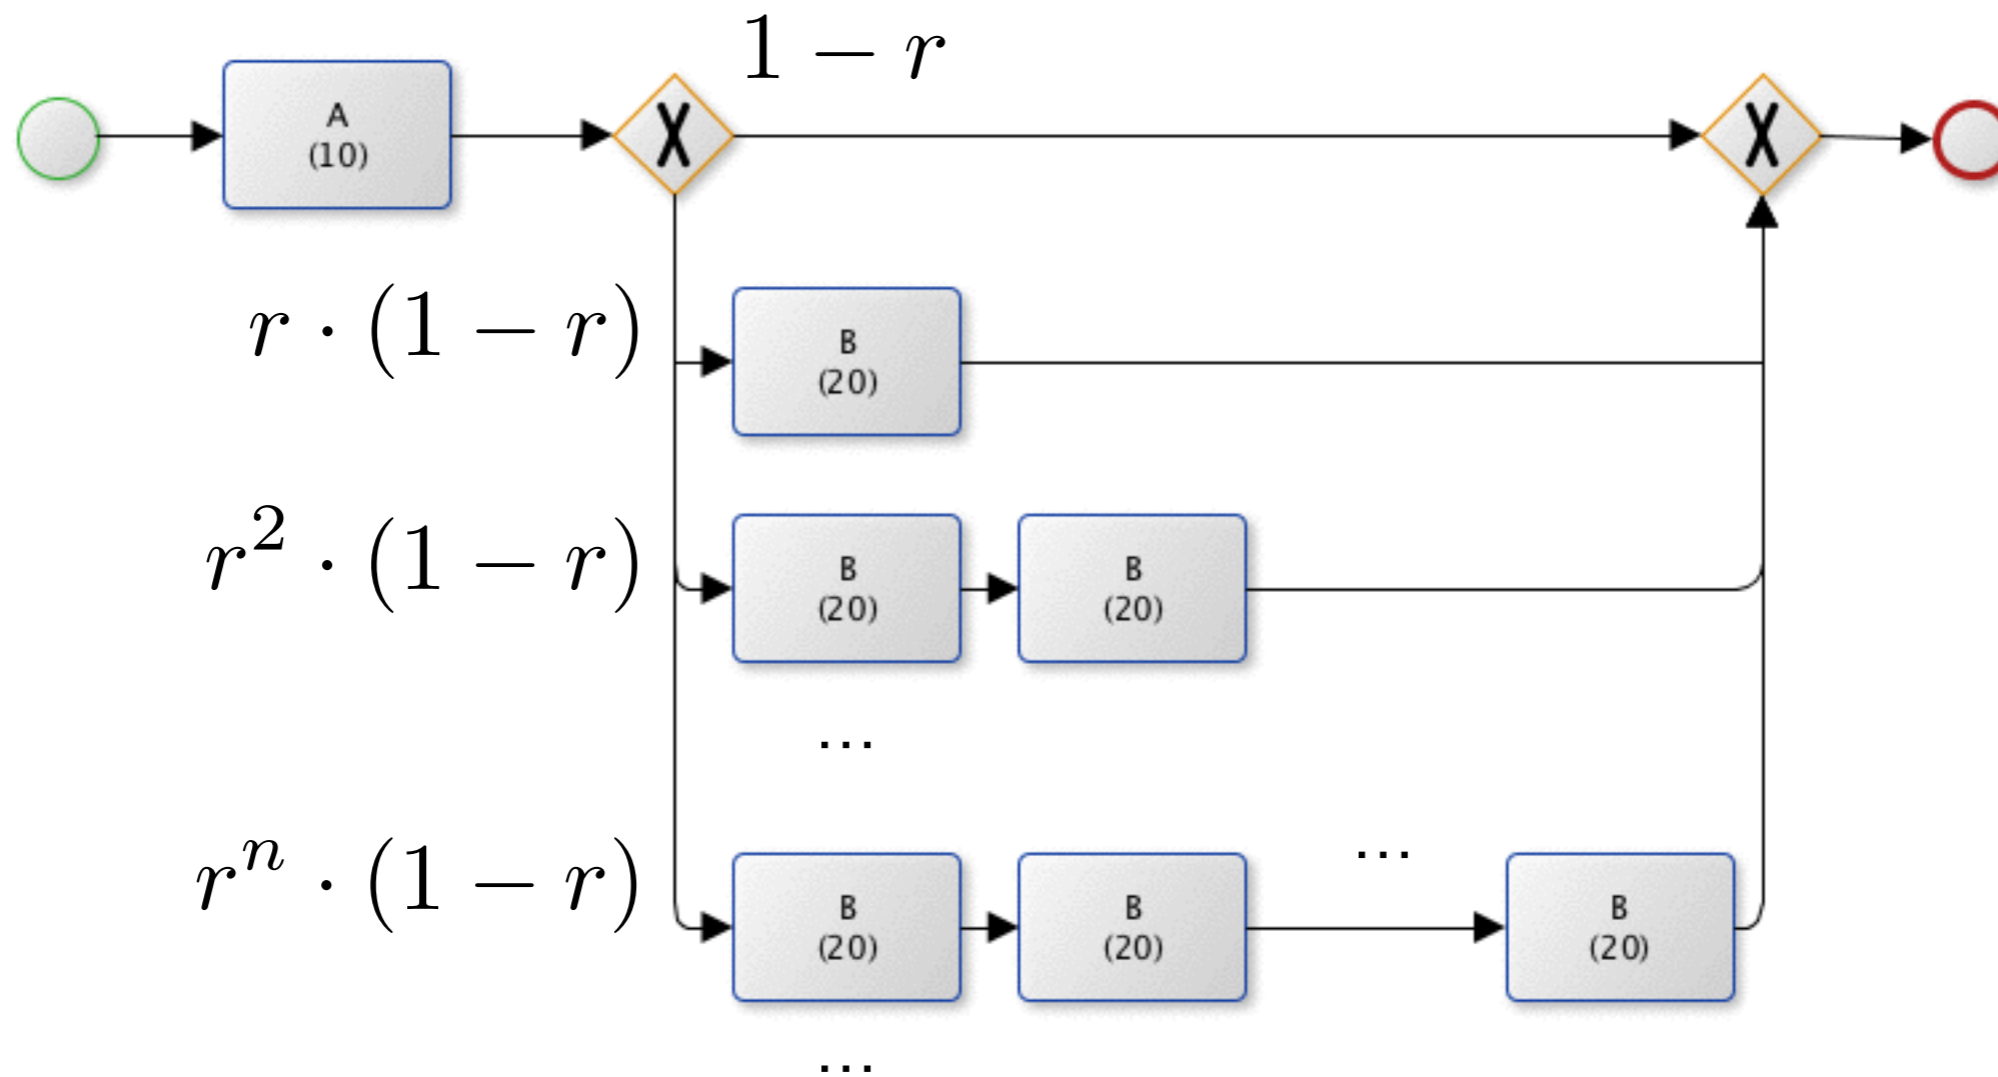 1 − r
A
(10)
X
X
r · (1 − r)
B
(20)
r² · (1 − r)
B
(20)
B
(20)
...
rⁿ · (1 − r)
B
(20)
B
(20)
...
B
(20)
...